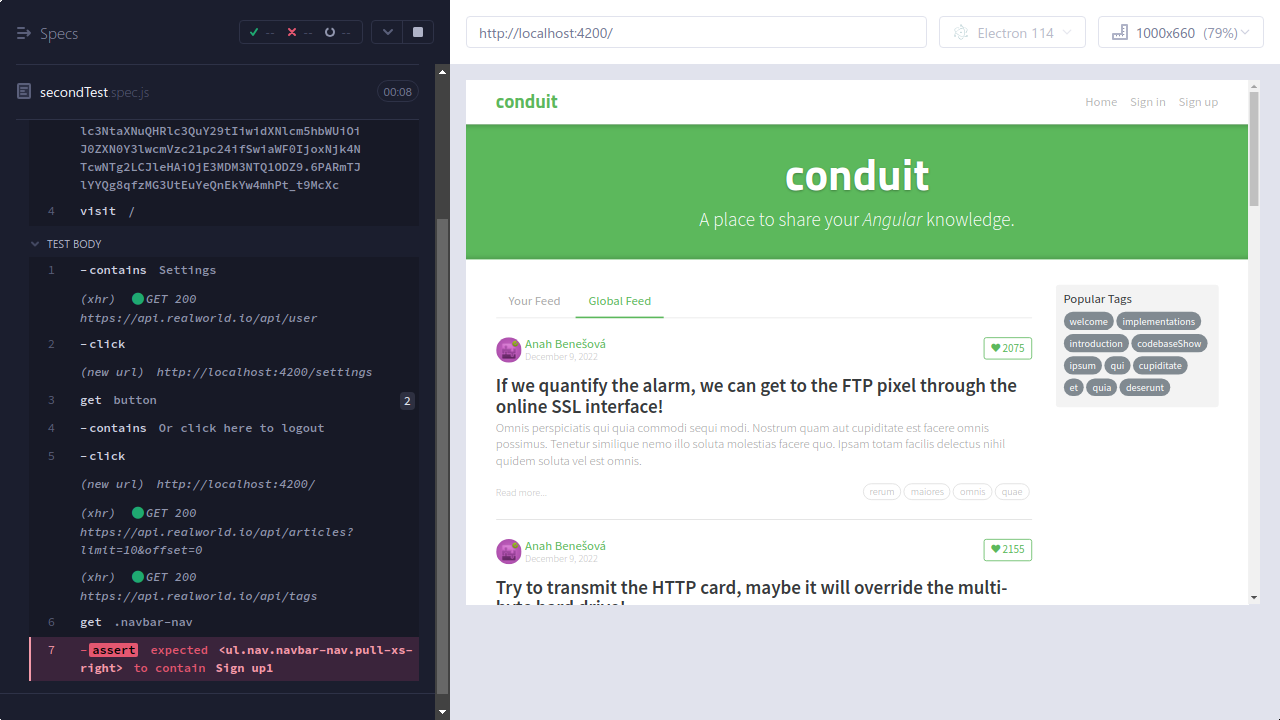 Specs
--
--
--
secondTest spec.js
00:08
lc3NtaXNuQHRlc3QuY29tIiwidXNlcm5hbWUiOi
J0ZXN0Y3lwcmVzc21pc24ifSwiaWF0IjoxNjk4N
TcwNTg2LCJleHAiOjE3MDM3NTQ1ODZ9.6PARmTJ
lYYQg8qfzMG3UtEuYeQnEkYw4mhPt_t9McXc
4 visit /
TEST BODY
1 -contains Settings
(xhr) GET 200
https://api.realworld.io/api/user
2 -click
(new url) http://localhost:4200/settings
3 get button 2
4 -contains Or click here to logout
5 -click
(new url) http://localhost:4200/
(xhr) GET 200
https://api.realworld.io/api/articles?
limit=10&offset=0
(xhr) GET 200
https://api.realworld.io/api/tags
6 get .navbar-nav
7 -assert expected <ul.nav.navbar-nav.pull-xs-
right> to contain Sign up1
http://localhost:4200/
Electron 114
1000x660 (79%)
conduit
Home Sign in Sign up
conduit
A place to share your Angular knowledge.
Your Feed Global Feed
Anah Benešová
December 9, 2022
2075
If we quantify the alarm, we can get to the FTP pixel through the
online SSL interface!
Omnis perspiciatis qui quia commodi sequi modi. Nostrum quam aut cupiditate est facere omnis
possimus. Tenetur similique nemo illo soluta molestias facere quo. Ipsam totam facilis delectus nihil
quidem soluta vel est omnis.
Read more...
rerum maiores omnis quae
Anah Benešová
December 9, 2022
2155
Try to transmit the HTTP card, maybe it will override the multi-
byte hard drive!
Popular Tags
welcome implementations
introduction codebaseShow
ipsum qui cupiditate
et quia deserunt